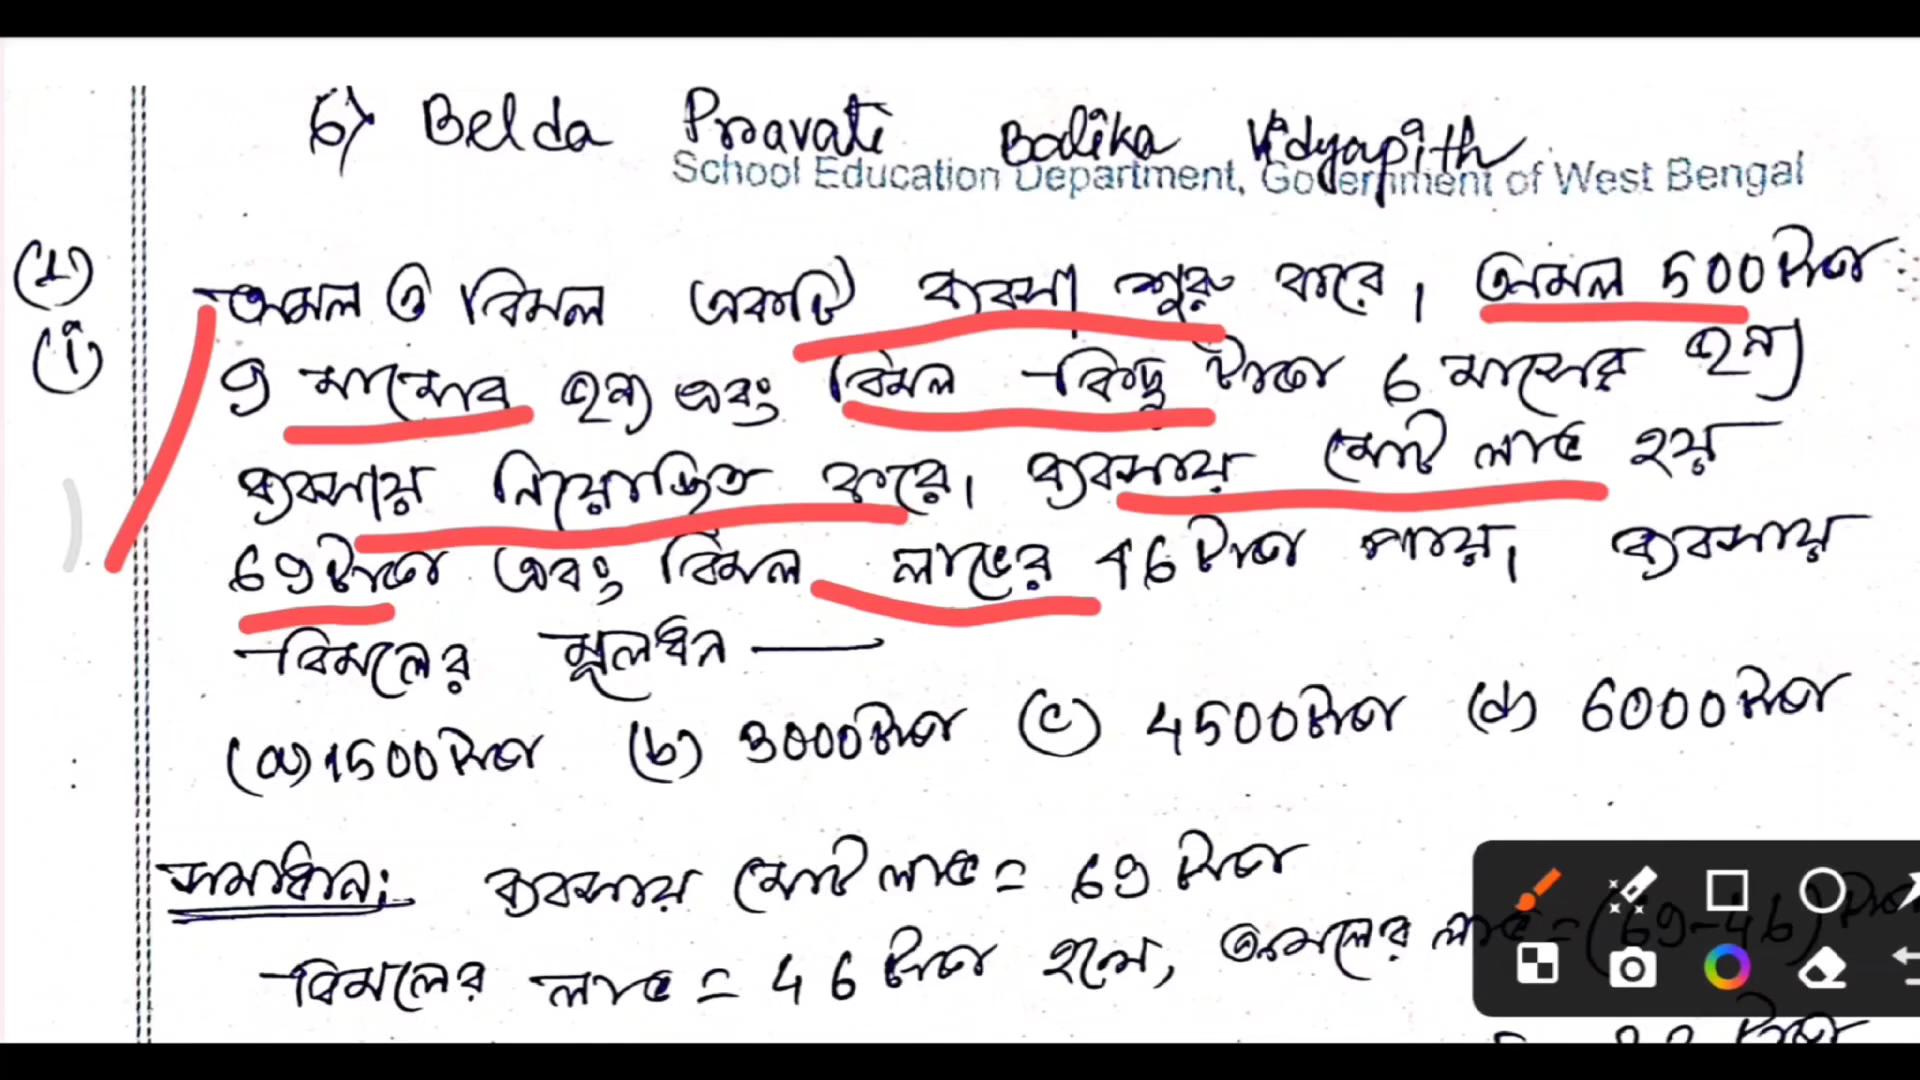 6) Belda Pravati Balika Vidyapith
School Education Department, Government of West Bengal
(1) অমল ও বিমল একটি ব্যবসা শুরু করে। অমল 500 টাকা
(i) 9 মাসের জন্য এবং বিমল কিছু টাকা 6 মাসের জন্য
ব্যবসায় নিয়োজিত করে। ব্যবসায় মোট লাভ হয়
69 টাকা এবং বিমল লাভের 46 টাকা পায়। ব্যবসায়
বিমলের মূলধন —
(a) 1500 টাকা (b) 3000 টাকা (c) 4500 টাকা (d) 6000 টাকা
সমাধান: ব্যবসায় মোট লাভ = 69 টাকা
বিমলের লাভ = 46 টাকা হলে, অমলের লাভ = (69-46) টাকা